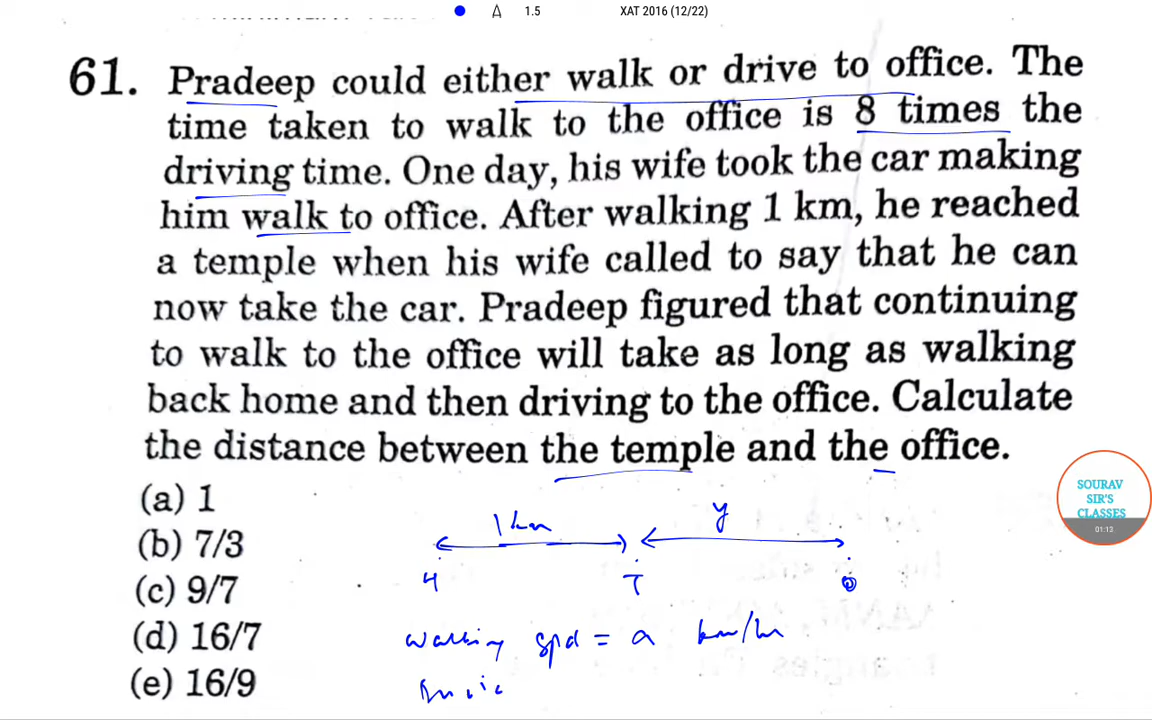 1.5 XAT 2016 (12/22)
61. Pradeep could either walk or drive to office. The
time taken to walk to the office is 8 times the
driving time. One day, his wife took the car making
him walk to office. After walking 1 km, he reached
a temple when his wife called to say that he can
now take the car. Pradeep figured that continuing
to walk to the office will take as long as walking
back home and then driving to the office. Calculate
the distance between the temple and the office.
(a) 1
(b) 7/3
(c) 9/7
(d) 16/7
(e) 16/9
SOURAV
SIR'S
CLASSES
01:13
1 km y
H T O
walking spd = a km/hr